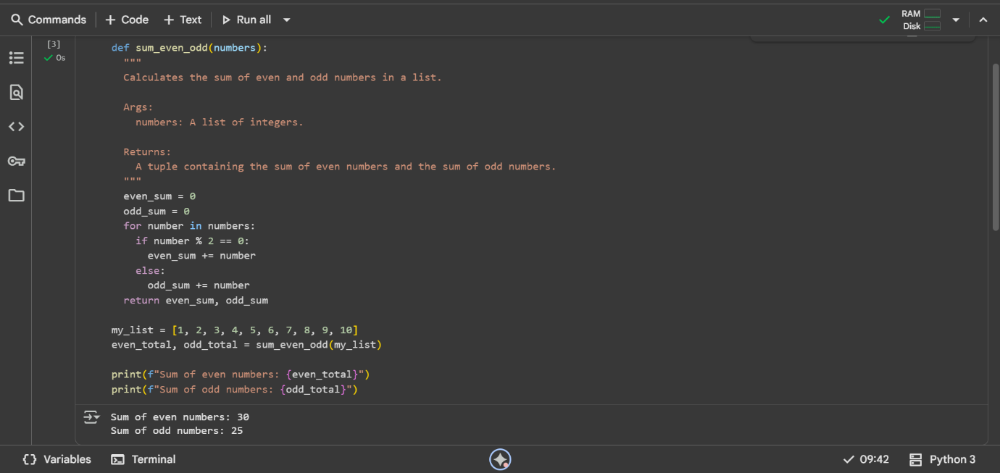 Commands + Code + Text Run all
RAM
Disk
[3]
0s
def sum_even_odd(numbers):
"""
Calculates the sum of even and odd numbers in a list.
Args:
numbers: A list of integers.
Returns:
A tuple containing the sum of even numbers and the sum of odd numbers.
"""
even_sum = 0
odd_sum = 0
for number in numbers:
if number % 2 == 0:
even_sum += number
else:
odd_sum += number
return even_sum, odd_sum
my_list = [1, 2, 3, 4, 5, 6, 7, 8, 9, 10]
even_total, odd_total = sum_even_odd(my_list)
print(f"Sum of even numbers: {even_total}")
print(f"Sum of odd numbers: {odd_total}")
Sum of even numbers: 30
Sum of odd numbers: 25
{} Variables Terminal 09:42 Python 3